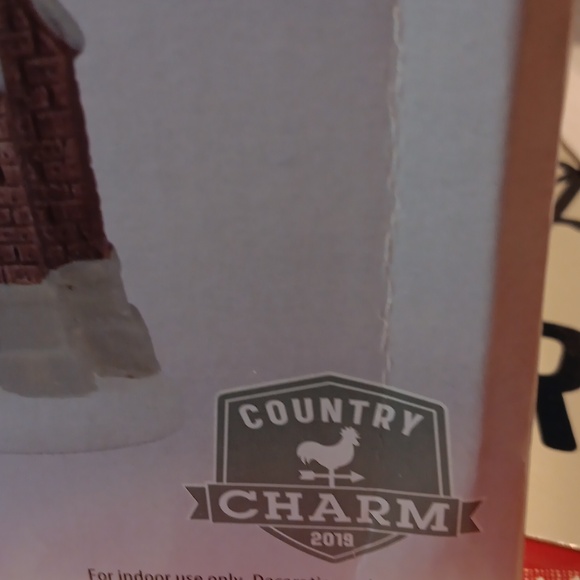 COUNTRY
CHARM
2019
For indoor use only.
R